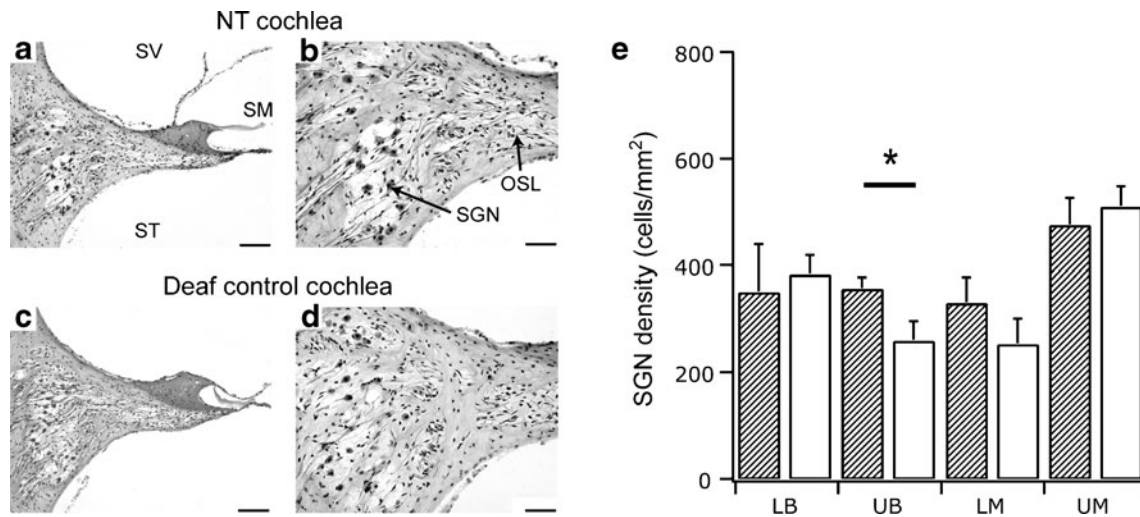 NT cochlea
a
SV
SM
ST
b
OSL
SGN
Deaf control cochlea
c
d
e
SGN density (cells/mm²)
800
600
400
200
0
*
LB UB LM UM